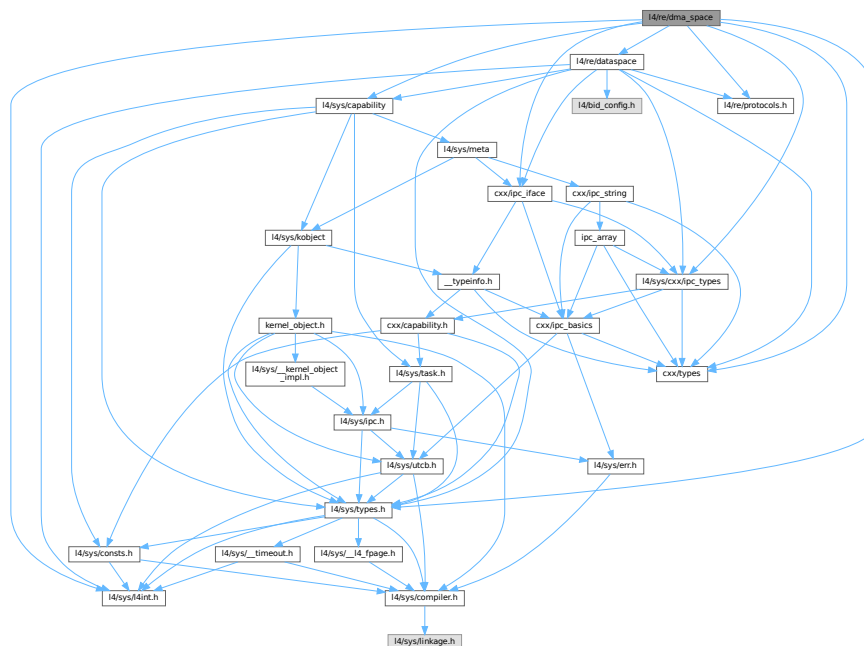 l4/re/dma_space
l4/re/dataspace
l4/sys/capability
l4/bid_config.h
l4/re/protocols.h
l4/sys/meta
cxx/ipc_iface
cxx/ipc_string
l4/sys/kobject
ipc_array
__typeinfo.h
l4/sys/cxx/ipc_types
kernel_object.h
cxx/capability.h
cxx/ipc_basics
l4/sys/__kernel_object
_impl.h
l4/sys/task.h
cxx/types
l4/sys/ipc.h
l4/sys/utcb.h
l4/sys/err.h
l4/sys/types.h
l4/sys/consts.h
l4/sys/__timeout.h
l4/sys/__l4_fpage.h
l4/sys/l4int.h
l4/sys/compiler.h
l4/sys/linkage.h